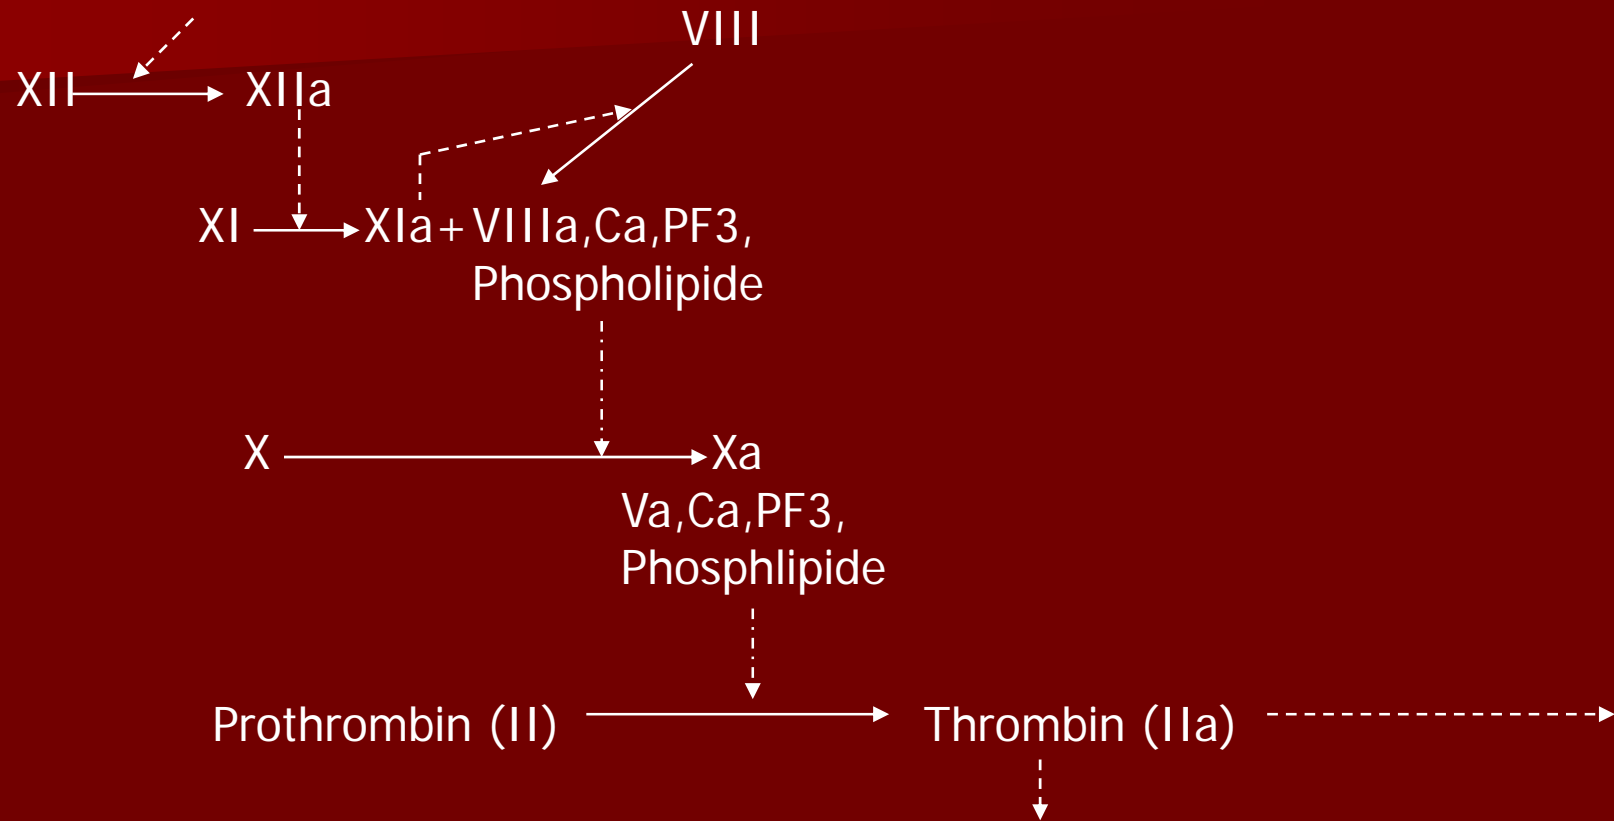 VIII
XII XIIa
XI XIa+VIIIa,Ca,PF3,
Phospholipide
X Xa
Va,Ca,PF3,
Phosphlipide
Prothrombin (II) Thrombin (IIa)